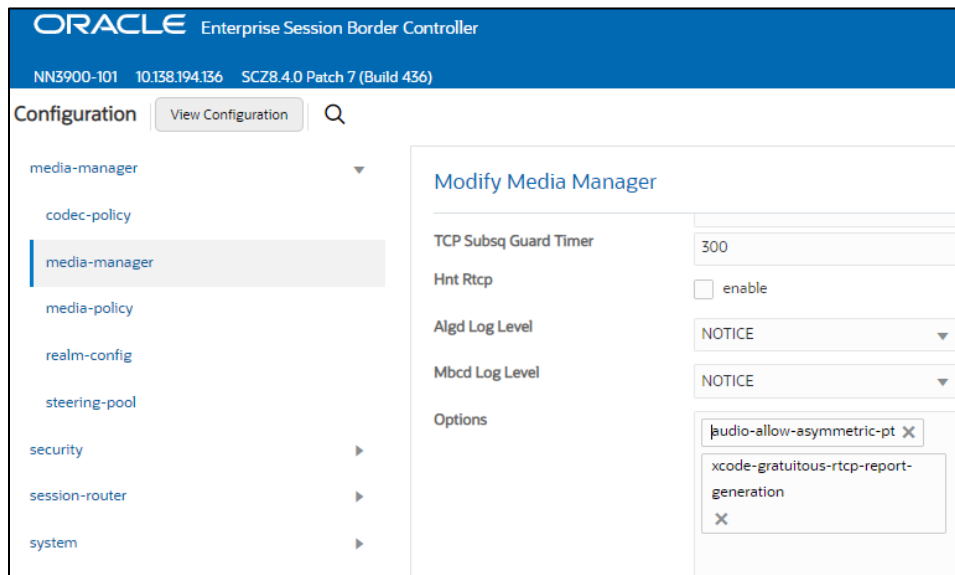 ORACLE Enterprise Session Border Controller
NN3900-101 10.138.194.136 SCZ8.4.0 Patch 7 (Build 436)
Configuration View Configuration
media-manager
codec-policy
media-manager
media-policy
realm-config
steering-pool
security
session-router
system
Modify Media Manager
TCP Subsq Guard Timer 300
Hnt Rtcp enable
Algd Log Level NOTICE
Mbcd Log Level NOTICE
Options audio-allow-asymmetric-pt
xcode-gratuitous-rtcp-report-
generation